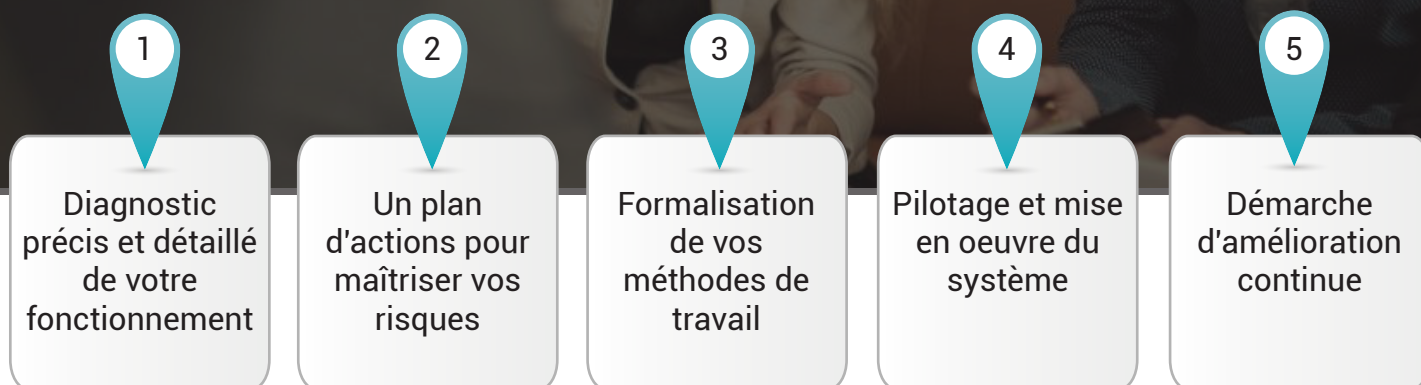 1
Diagnostic
précis et détaillé
de votre
fonctionnement
2
Un plan
d'actions pour
maîtriser vos
risques
3
Formalisation
de vos
méthodes de
travail
4
Pilotage et mise
en oeuvre du
système
5
Démarche
d'amélioration
continue